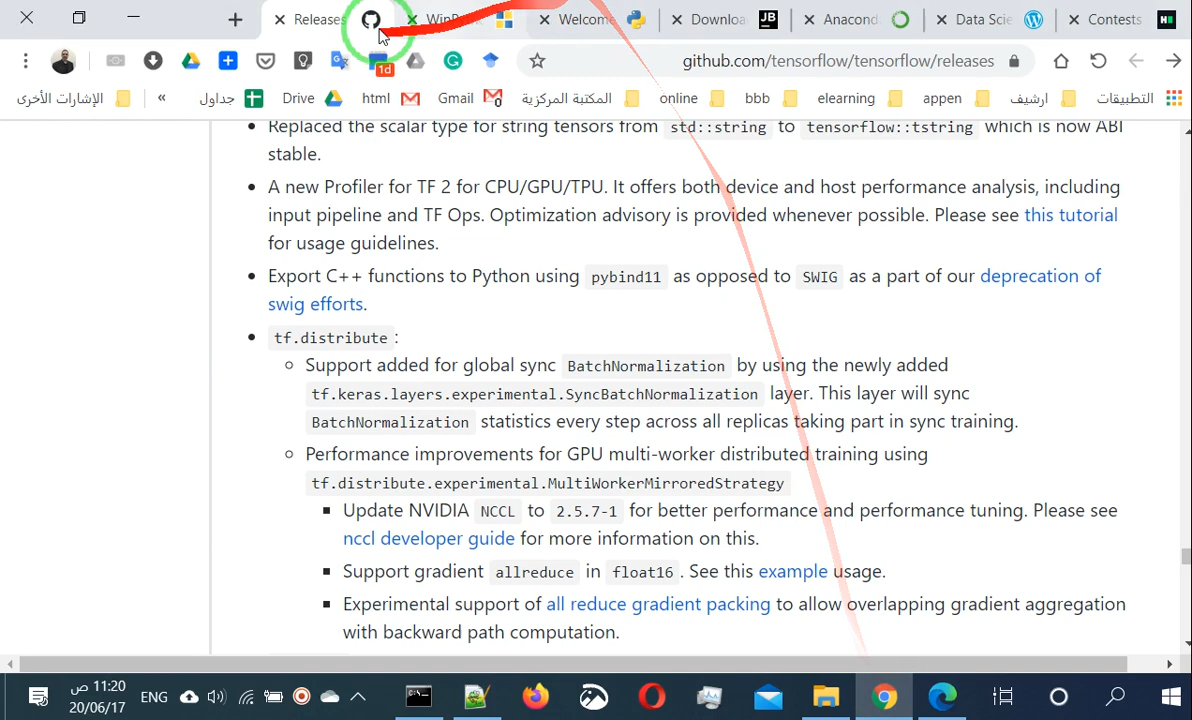 Releases
WinP
Welcome
Downloa
Anacond
Data Scie
Contests
1d
github.com/tensorflow/tensorflow/releases
الإشارات الأخرى
»
جداول
Drive
html
Gmail
المكتبة المركزية
online
bbb
elearning
appen
ارشيف
التطبيقات
Replaced the scalar type for string tensors from std::string to tensorflow::tstring which is now ABI
stable.
A new Profiler for TF 2 for CPU/GPU/TPU. It offers both device and host performance analysis, including
input pipeline and TF Ops. Optimization advisory is provided whenever possible. Please see this tutorial
for usage guidelines.
Export C++ functions to Python using pybind11 as opposed to SWIG as a part of our deprecation of
swig efforts.
tf.distribute:
Support added for global sync BatchNormalization by using the newly added
tf.keras.layers.experimental.SyncBatchNormalization layer. This layer will sync
BatchNormalization statistics every step across all replicas taking part in sync training.
Performance improvements for GPU multi-worker distributed training using
tf.distribute.experimental.MultiWorkerMirroredStrategy
Update NVIDIA NCCL to 2.5.7-1 for better performance and performance tuning. Please see
nccl developer guide for more information on this.
Support gradient allreduce in float16. See this example usage.
Experimental support of all reduce gradient packing to allow overlapping gradient aggregation
with backward path computation.
11:20 ص
20/06/17
ENG